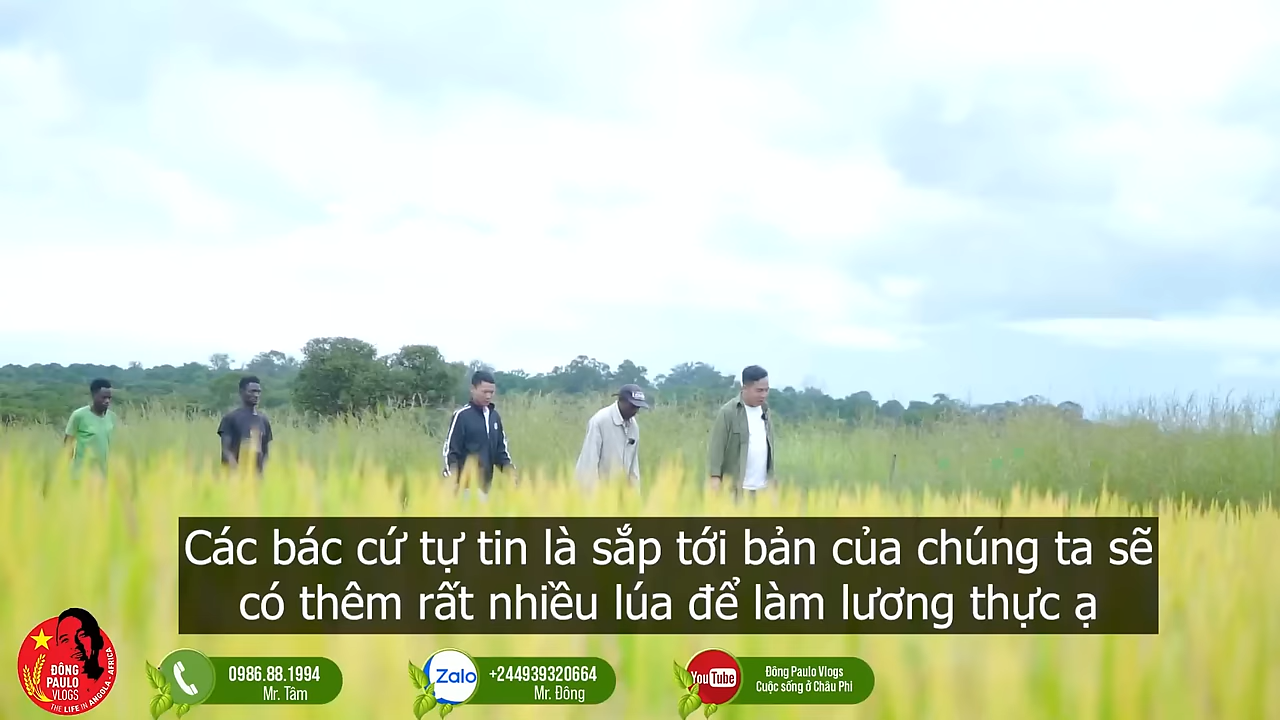 Các bác cứ tự tin là sắp tới bản của chúng ta sẽ
có thêm rất nhiều lúa để làm lương thực ạ
ĐÔNG
PAULO
VLOGS
THE LIFE IN ANGOLA - AFRICA
0986.88.1994
Mr. Tâm
Zalo
+244939320664
Mr. Đông
YouTube
Đông Paulo Vlogs
Cuộc sống ở Châu Phi